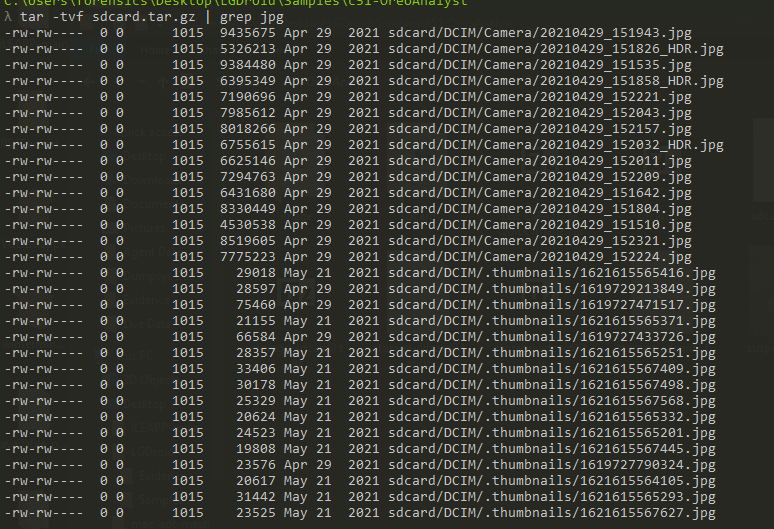 C:\Users\forensics\Desktop\LGDroid\Samples\CSI-OreoAnalyst
λ tar -tvf sdcard.tar.gz | grep jpg
-rw-rw---- 0 0 1015 9435675 Apr 29 2021 sdcard/DCIM/Camera/20210429_151943.jpg
-rw-rw---- 0 0 1015 5326213 Apr 29 2021 sdcard/DCIM/Camera/20210429_151826_HDR.jpg
-rw-rw---- 0 0 1015 9384480 Apr 29 2021 sdcard/DCIM/Camera/20210429_151535.jpg
-rw-rw---- 0 0 1015 6395349 Apr 29 2021 sdcard/DCIM/Camera/20210429_151858_HDR.jpg
-rw-rw---- 0 0 1015 7190696 Apr 29 2021 sdcard/DCIM/Camera/20210429_152221.jpg
-rw-rw---- 0 0 1015 7985612 Apr 29 2021 sdcard/DCIM/Camera/20210429_152043.jpg
-rw-rw---- 0 0 1015 8018266 Apr 29 2021 sdcard/DCIM/Camera/20210429_152157.jpg
-rw-rw---- 0 0 1015 6755615 Apr 29 2021 sdcard/DCIM/Camera/20210429_152032_HDR.jpg
-rw-rw---- 0 0 1015 6625146 Apr 29 2021 sdcard/DCIM/Camera/20210429_152011.jpg
-rw-rw---- 0 0 1015 7294763 Apr 29 2021 sdcard/DCIM/Camera/20210429_152209.jpg
-rw-rw---- 0 0 1015 6431680 Apr 29 2021 sdcard/DCIM/Camera/20210429_151642.jpg
-rw-rw---- 0 0 1015 8330449 Apr 29 2021 sdcard/DCIM/Camera/20210429_151804.jpg
-rw-rw---- 0 0 1015 4530538 Apr 29 2021 sdcard/DCIM/Camera/20210429_151510.jpg
-rw-rw---- 0 0 1015 8519605 Apr 29 2021 sdcard/DCIM/Camera/20210429_152321.jpg
-rw-rw---- 0 0 1015 7775223 Apr 29 2021 sdcard/DCIM/Camera/20210429_152224.jpg
-rw-rw---- 0 0 1015 29018 May 21 2021 sdcard/DCIM/.thumbnails/1621615565416.jpg
-rw-rw---- 0 0 1015 28597 Apr 29 2021 sdcard/DCIM/.thumbnails/1619729213849.jpg
-rw-rw---- 0 0 1015 75460 Apr 29 2021 sdcard/DCIM/.thumbnails/1619727471517.jpg
-rw-rw---- 0 0 1015 21155 May 21 2021 sdcard/DCIM/.thumbnails/1621615565371.jpg
-rw-rw---- 0 0 1015 66584 Apr 29 2021 sdcard/DCIM/.thumbnails/1619727433726.jpg
-rw-rw---- 0 0 1015 28357 May 21 2021 sdcard/DCIM/.thumbnails/1621615565251.jpg
-rw-rw---- 0 0 1015 33406 May 21 2021 sdcard/DCIM/.thumbnails/1621615567409.jpg
-rw-rw---- 0 0 1015 30178 May 21 2021 sdcard/DCIM/.thumbnails/1621615567498.jpg
-rw-rw---- 0 0 1015 25329 May 21 2021 sdcard/DCIM/.thumbnails/1621615567568.jpg
-rw-rw---- 0 0 1015 20624 May 21 2021 sdcard/DCIM/.thumbnails/1621615565332.jpg
-rw-rw---- 0 0 1015 24523 May 21 2021 sdcard/DCIM/.thumbnails/1621615565201.jpg
-rw-rw---- 0 0 1015 19808 May 21 2021 sdcard/DCIM/.thumbnails/1621615567445.jpg
-rw-rw---- 0 0 1015 23576 Apr 29 2021 sdcard/DCIM/.thumbnails/1619727790324.jpg
-rw-rw---- 0 0 1015 20617 May 21 2021 sdcard/DCIM/.thumbnails/1621615564105.jpg
-rw-rw---- 0 0 1015 31442 May 21 2021 sdcard/DCIM/.thumbnails/1621615565293.jpg
-rw-rw---- 0 0 1015 23525 May 21 2021 sdcard/DCIM/.thumbnails/1621615567627.jpg